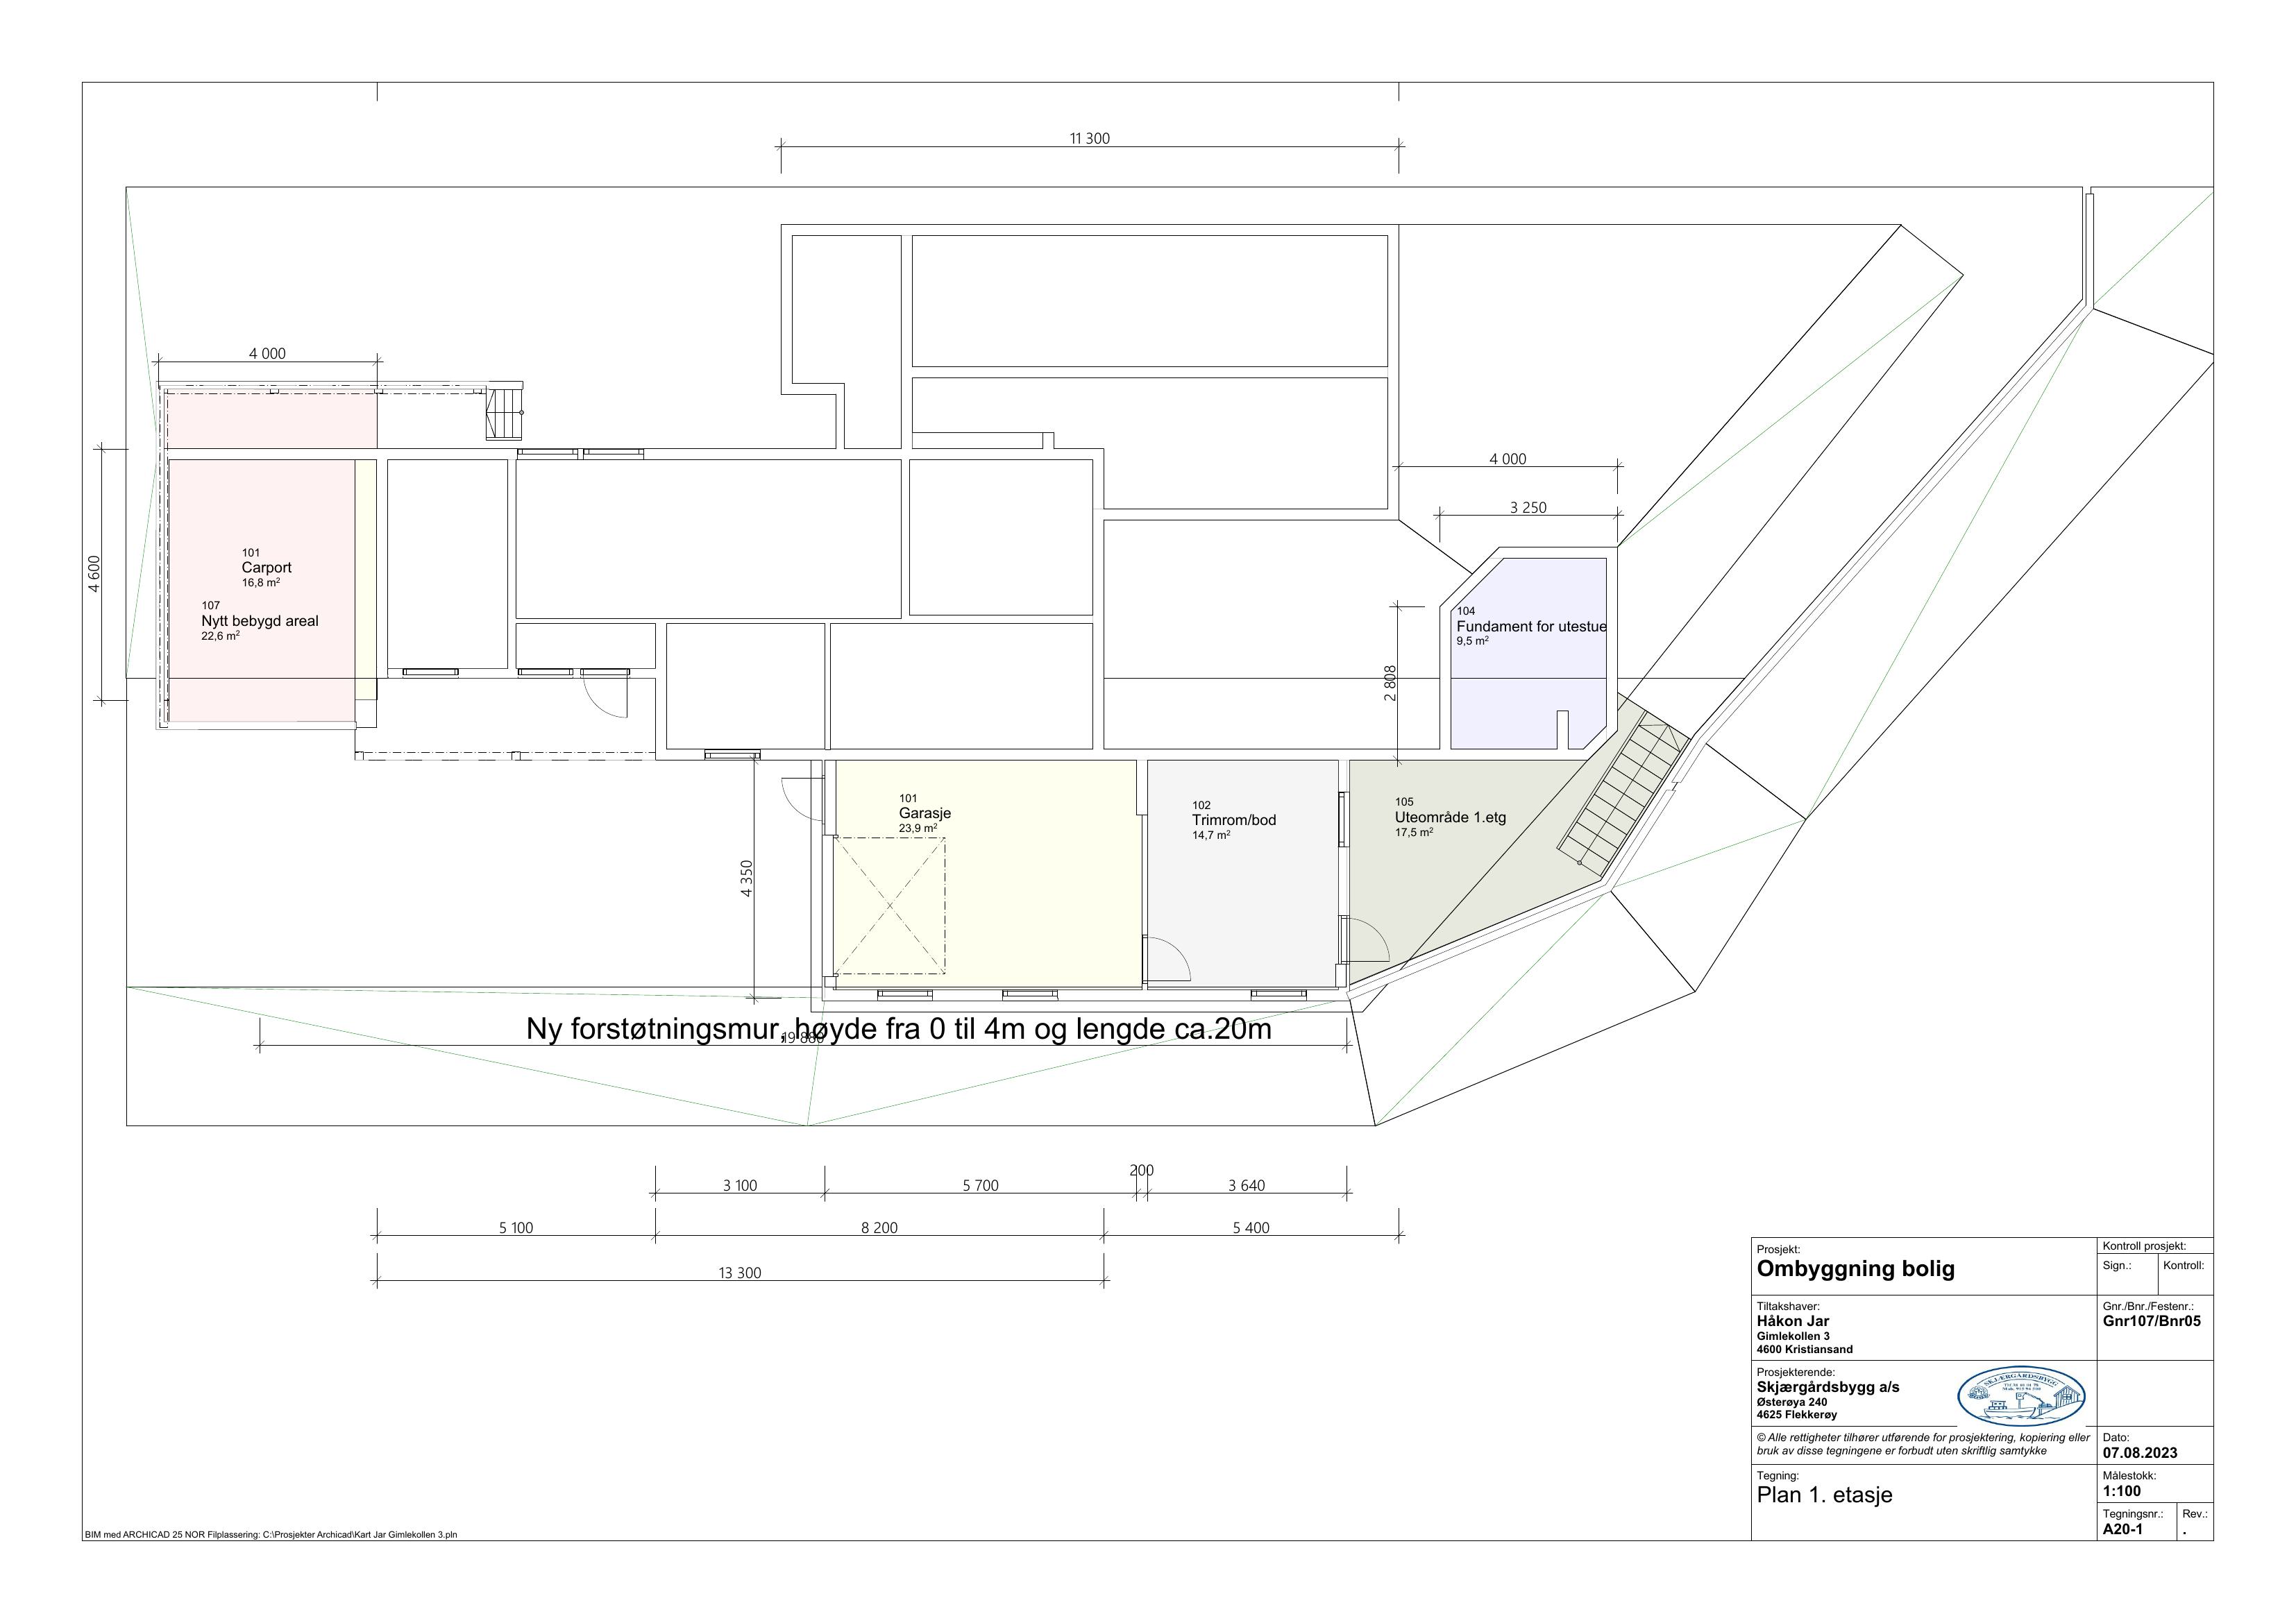 11 300
4 000
4 000
3 250
4 600
101
Carport
16,8 m²
107
Nytt bebygd areal
22,6 m²
104
Fundament for utestue
9,5 m²
2 808
101
Garasje
23,9 m²
102
Trimrom/bod
14,7 m²
105
Uteområde 1.etg
17,5 m²
4 350
Ny forstøtningsmur, høyde fra 0 til 4m og lengde ca.20m
19 880
200
3 100
5 700
3 640
5 100
8 200
5 400
13 300
Prosjekt:
Ombyggning bolig
Kontroll prosjekt:
Sign.:
Kontroll:
Tiltakshaver:
Håkon Jar
Gimlekollen 3
4600 Kristiansand
Gnr./Bnr./Festenr.:
Gnr107/Bnr05
Prosjekterende:
Skjærgårdsbygg a/s
Østerøya 240
4625 Flekkerøy
SKJÆRGÅRDSBYGG
© Alle rettigheter tilhører utførende for prosjektering, kopiering eller
bruk av disse tegningene er forbudt uten skriftlig samtykke
Dato:
07.08.2023
Tegning:
Plan 1. etasje
Målestokk:
1:100
Tegningsnr.:
A20-1
Rev.:
.
BIM med ARCHICAD 25 NOR Filplassering: C:\Prosjekter Archicad\Kart Jar Gimlekollen 3.pln